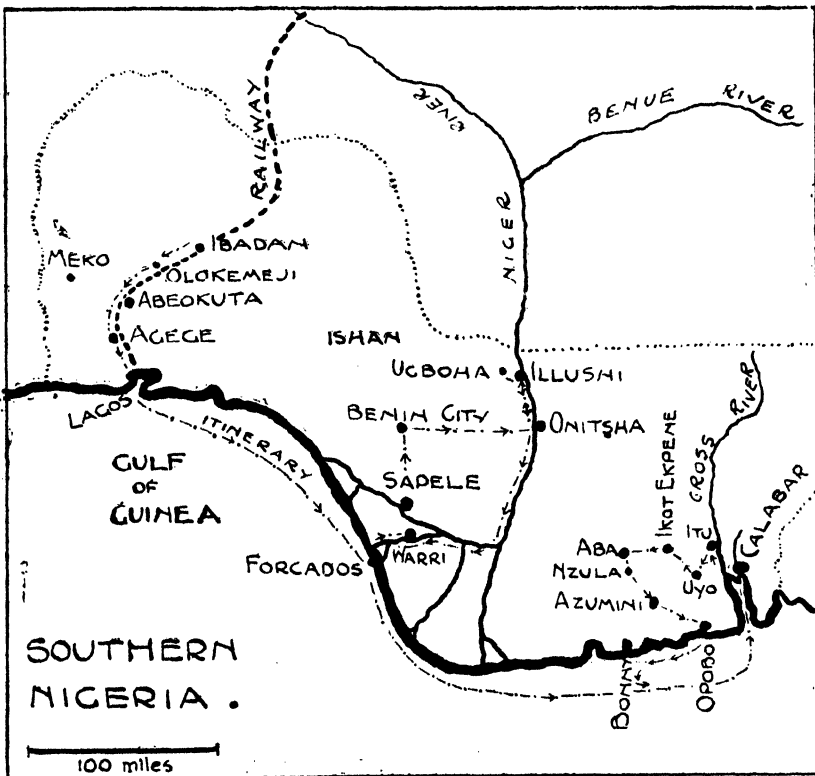 RIVER
BENUE RIVER
RAILWAY
NIGER
IBADAN
MEKO
OLOKEMEJI
ABEOKUTA
AGEGE
ISHAN
UGBOHA
ILLUSHI
LAGOS
BENIN CITY
ONITSHA
ITINERARY
CROSS RIVER
IKOT EKPENE
GULF
OF
GUINEA
SAPELE
ITU
CALABAR
ABA
WARRI
FORCADOS
NZULA
UYO
AZUMINI
SOUTHERN
NIGERIA.
BONNY
OPOBO
100 miles